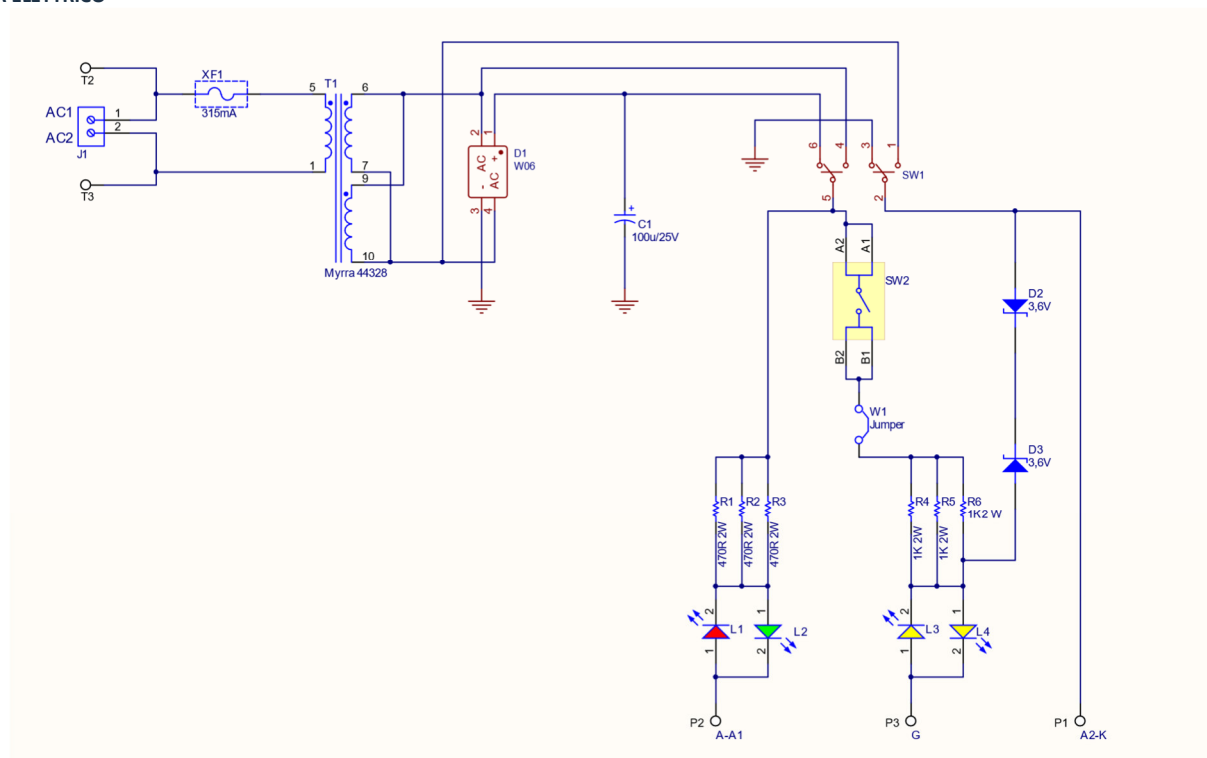 T2
XF1
315mA
AC1
AC2
1
2
J1
T3
5
T1
6
1
7
9
10
Myrra 44328
2
1
AC
+
-
AC
D1
W06
3
4
+
C1
100u/25V
6
4
3
1
SW1
5
2
A2
A1
SW2
B2
B1
W1
Jumper
D2
3,6V
D3
3,6V
R1
R2
R3
470R 2W
470R 2W
470R 2W
R4
R5
R6
1K2 W
1K 2W
1K 2W
2
1
L1
L2
1
2
2
1
L3
L4
1
2
P2
A-A1
P3
G
P1
A2-K